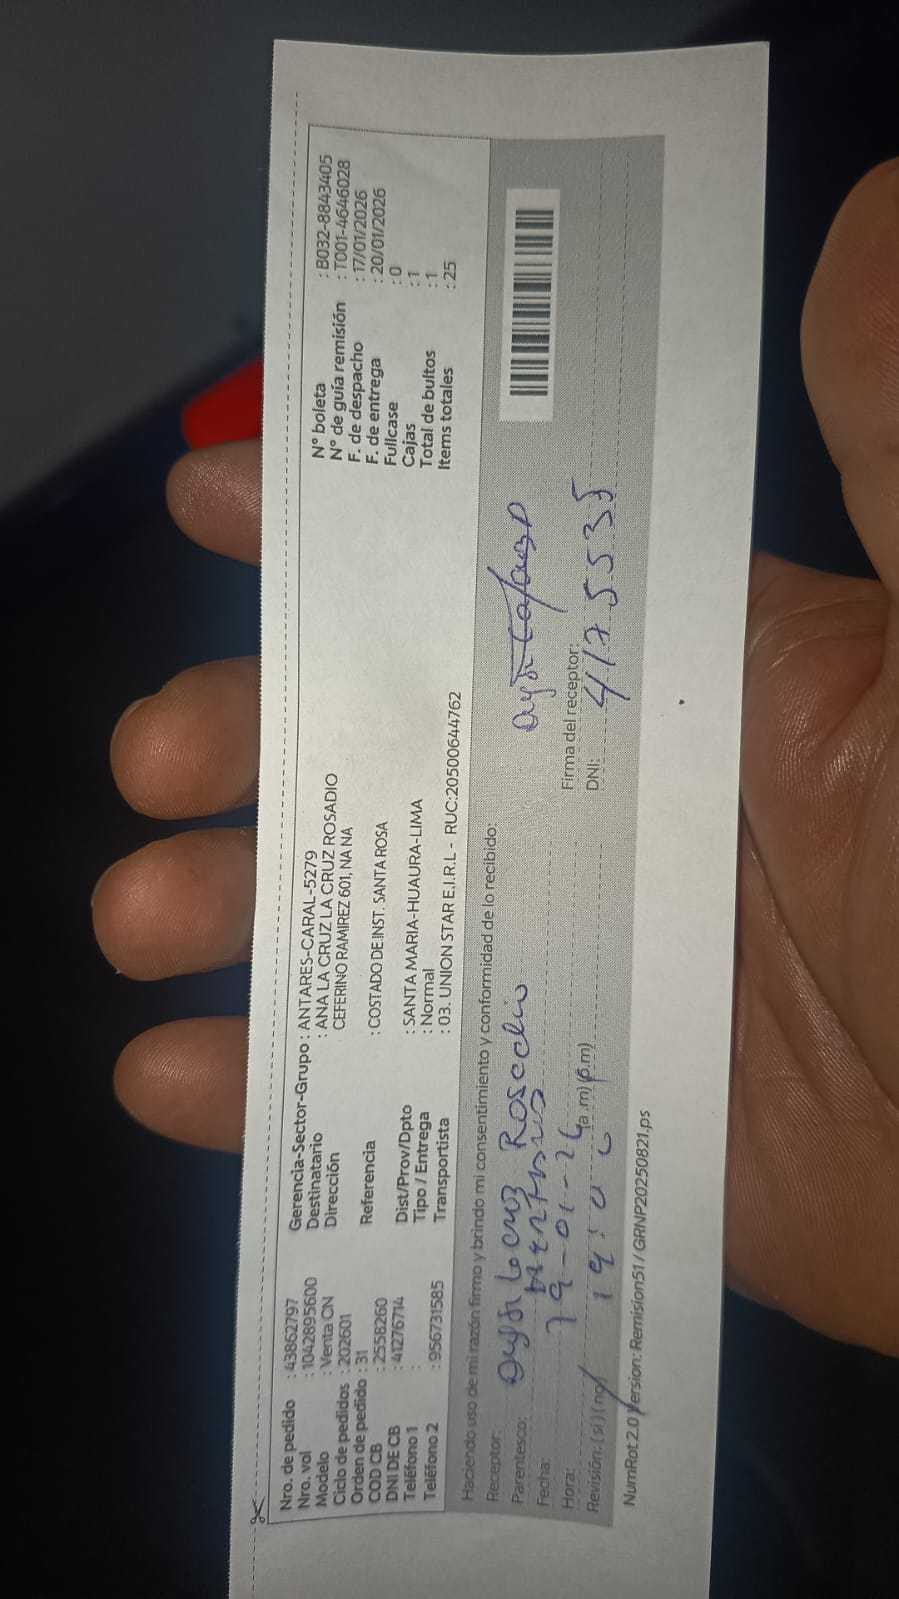 Nro. de pedido : 43862797
Nro. vol : 1042895600
Modelo : Venta CN
Ciclo de pedidos : 202601
Orden de pedido : 31
COD CB : 2558260
DNI DE CB : 41276714
Teléfono 1 :
Teléfono 2 : 956731585
Gerencia-Sector-Grupo : ANTARES-CARAL-5279
Destinatario : ANA LA CRUZ LA CRUZ ROSADIO
Dirección CEFERINO RAMIREZ 601, NA NA
Referencia : COSTADO DE.INST. SANTA ROSA
Dist/Prov/Dpto : SANTA MARIA-HUAURA-LIMA
Tipo / Entrega : Normal
Transportista : 03. UNION STAR E.I.R.L - RUC:20500644762
N° boleta : B032-8843405
N° de guía remisión : T001-4646028
F. de despacho : 17/01/2026
F. de entrega : 20/01/2026
Fullcase : 0
Cajas : 1
Total de bultos : 1
Items totales : 25
Haciendo uso de mi razón firmo y brindo mi consentimiento y conformidad de lo recibido:
Receptor: La cruz
Parentesco:
Fecha:
Hora: (a.m) (p.m)
Revisión: (si) (no)
Firma del receptor:
DNI: 4175535
NumRot 2.0 Version: Remision51 / GRNP20250821.ps